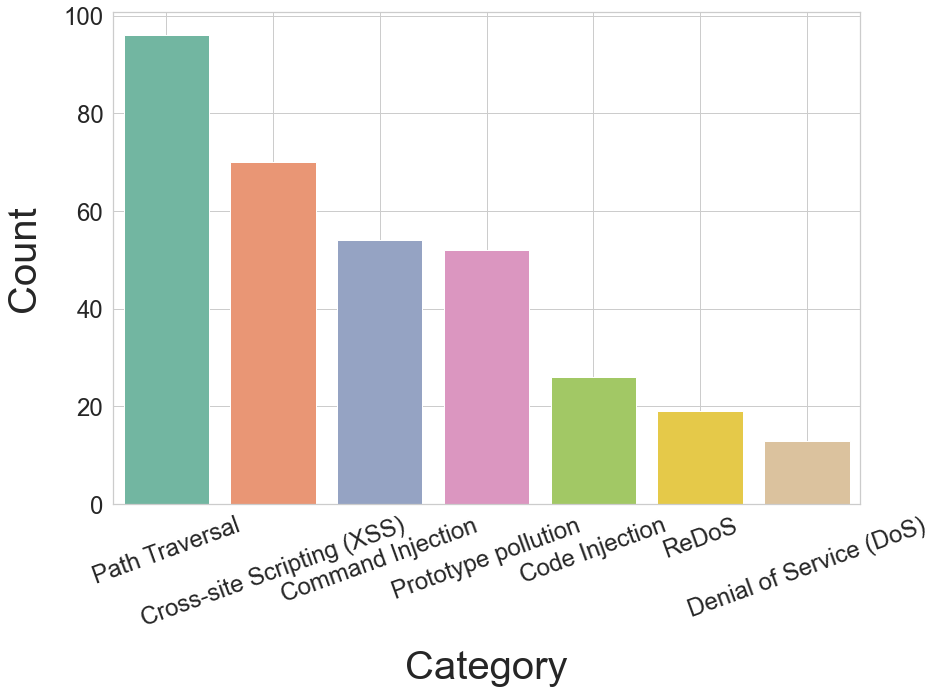 100
80
60
40
20
0
Count
Path Traversal
Cross-site Scripting (XSS)
Command Injection
Prototype pollution
Code Injection
ReDoS
Denial of Service (DoS)
Category